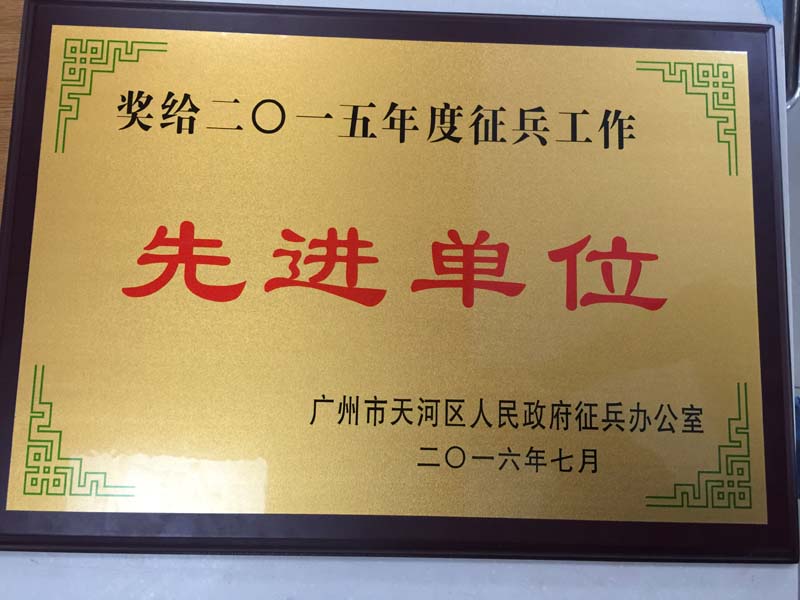 奖给二〇一五年度征兵工作
先进单位
广州市天河区人民政府征兵办公室
二〇一六年七月